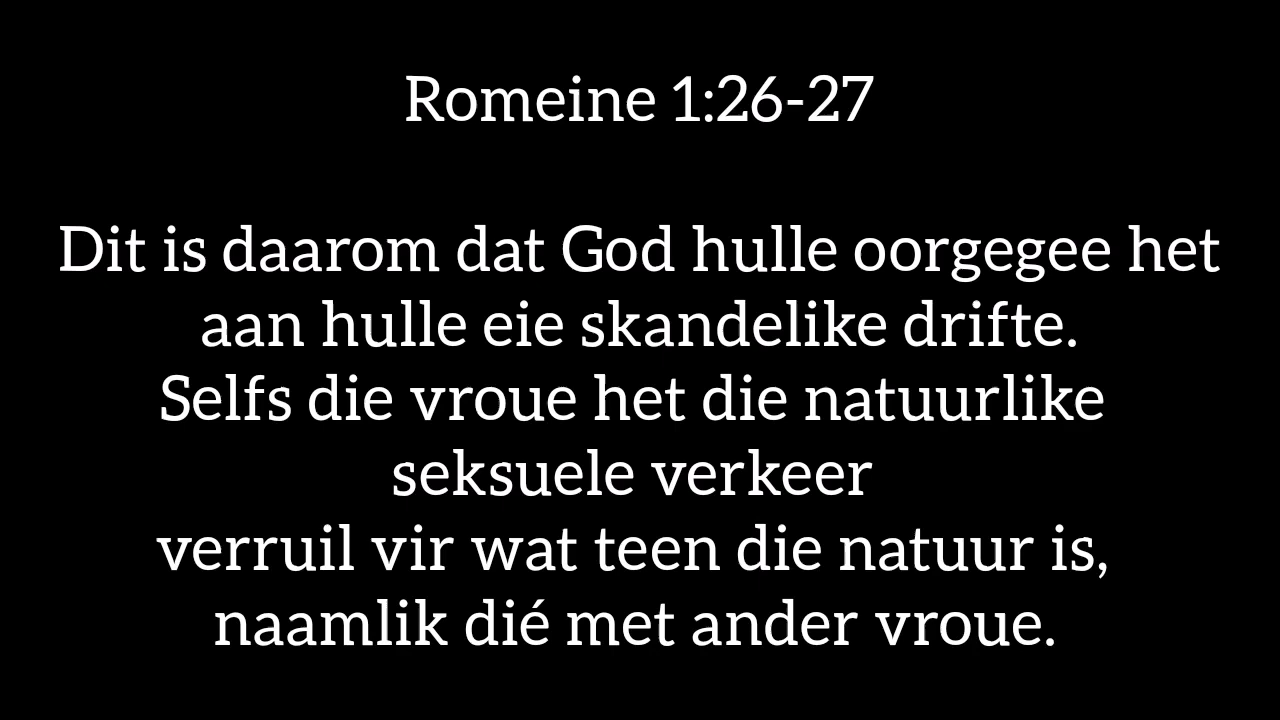 Romeine 1:26-27
Dit is daarom dat God hulle oorgegee het
aan hulle eie skandelike drifte.
Selfs die vroue het die natuurlike
seksuele verkeer
verruil vir wat teen die natuur is,
naamlik dié met ander vroue.